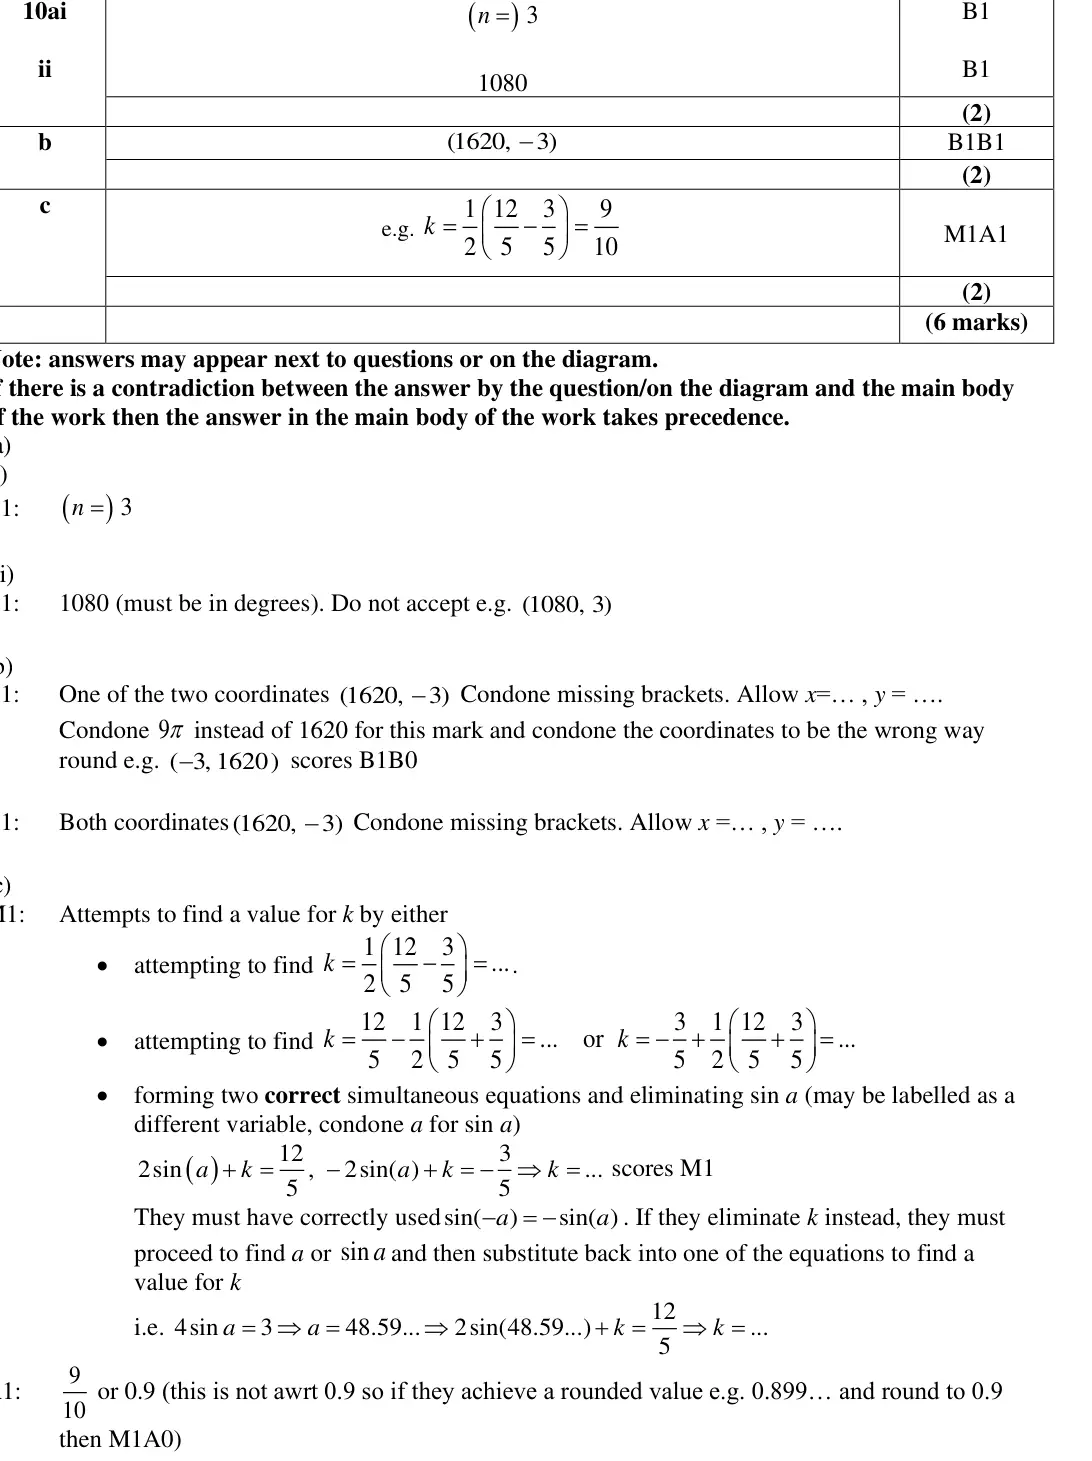 10ai (n =) 3 B1
ii 1080 B1
(2)
b (1620, −3) B1B1
(2)
c e.g. k = 1/2 (12/5 − 3/5) = 9/10 M1A1
(2)
(6 marks)
ote: answers may appear next to questions or on the diagram.
f there is a contradiction between the answer by the question/on the diagram and the main body
f the work then the answer in the main body of the work takes precedence.
)
)
1: (n =) 3
i)
1: 1080 (must be in degrees). Do not accept e.g. (1080, 3)
)
1: One of the two coordinates (1620, −3) Condone missing brackets. Allow x=… , y = ….
Condone 9π instead of 1620 for this mark and condone the coordinates to be the wrong way
round e.g. (−3, 1620) scores B1B0
1: Both coordinates (1620, −3) Condone missing brackets. Allow x =… , y = ….
)
1: Attempts to find a value for k by either
• attempting to find k = 1/2 (12/5 − 3/5) = ....
• attempting to find k = 12/5 − 1/2 (12/5 + 3/5) = ... or k = −3/5 + 1/2 (12/5 + 3/5) = ...
• forming two correct simultaneous equations and eliminating sin a (may be labelled as a
different variable, condone a for sin a)
2sin(a) + k = 12/5, −2sin(a) + k = −3/5 ⇒ k = ... scores M1
They must have correctly used sin(−a) = −sin(a). If they eliminate k instead, they must
proceed to find a or sin a and then substitute back into one of the equations to find a
value for k
i.e. 4sin a = 3 ⇒ a = 48.59... ⇒ 2sin(48.59...) + k = 12/5 ⇒ k = ...
1: 9/10 or 0.9 (this is not awrt 0.9 so if they achieve a rounded value e.g. 0.899… and round to 0.9
then M1A0)